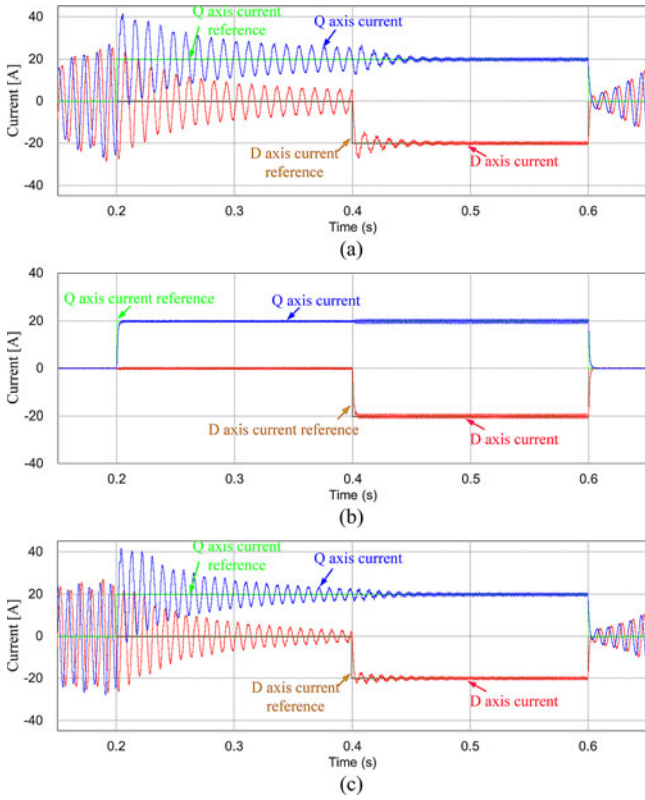 Q axis current
reference
Q axis current
40
20
0
-20
-40
Current [A]
D axis current
reference
D axis current
0.2
0.3
0.4
0.5
0.6
Time (s)
(a)
40
20
0
-20
-40
Current [A]
Q axis current reference
Q axis current
D axis current reference
D axis current
0.2
0.3
0.4
0.5
0.6
Time (s)
(b)
40
20
0
-20
-40
Current [A]
Q axis current
reference
Q axis current
D axis current
reference
D axis current
0.2
0.3
0.4
0.5
0.6
Time (s)
(c)